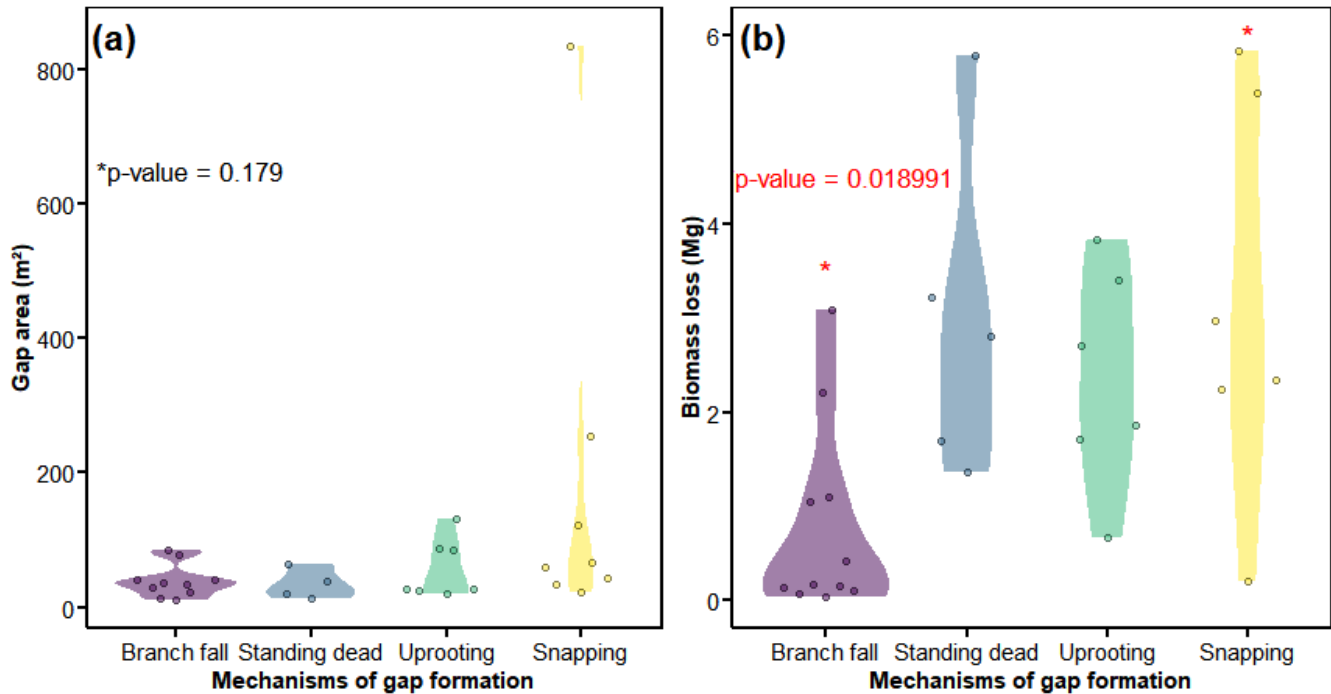 (a)
800
600
400
200
0
Gap area (m²)
*p-value = 0.179
Branch fall Standing dead Uprooting Snapping
Mechanisms of gap formation
(b)
6
4
2
0
Biomass loss (Mg)
p-value = 0.018991
*
*
Branch fall Standing dead Uprooting Snapping
Mechanisms of gap formation